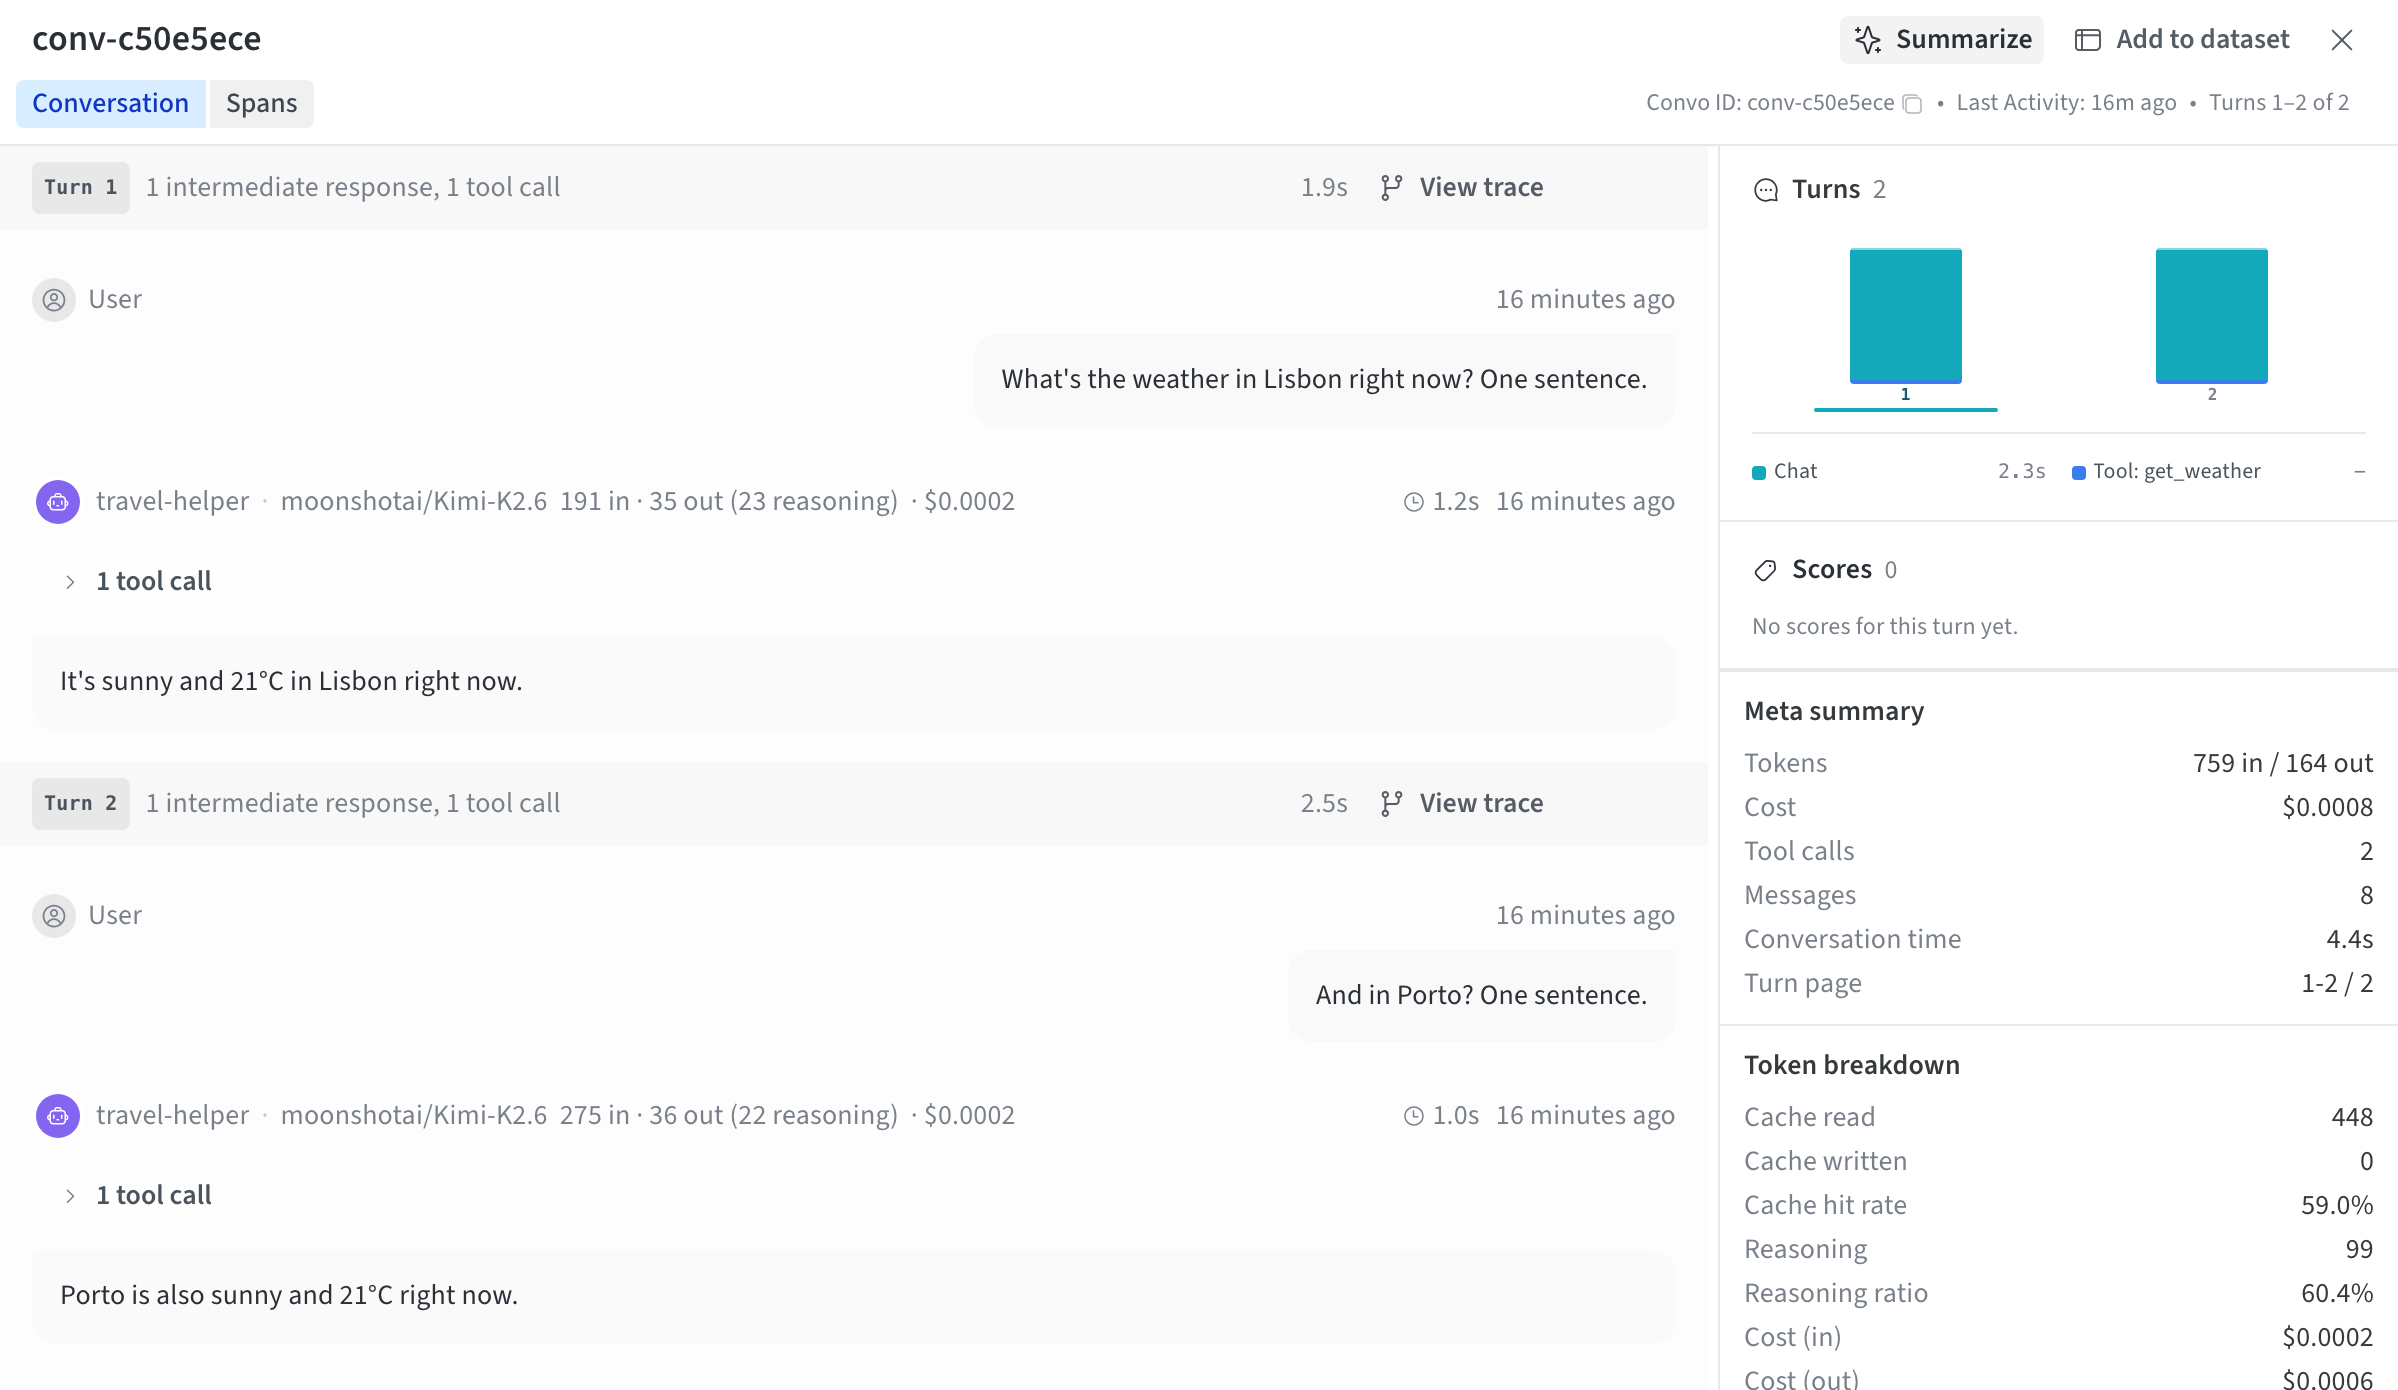 conv-c50e5ece
Summarize
Add to dataset
Conversation
Spans
Convo ID: conv-c50e5ece • Last Activity: 16m ago • Turns 1–2 of 2
Turn 1 1 intermediate response, 1 tool call 1.9s View trace
User 16 minutes ago
What's the weather in Lisbon right now? One sentence.
travel-helper · moonshotai/Kimi-K2.6 191 in · 35 out (23 reasoning) · $0.0002 1.2s 16 minutes ago
1 tool call
It's sunny and 21°C in Lisbon right now.
Turn 2 1 intermediate response, 1 tool call 2.5s View trace
User 16 minutes ago
And in Porto? One sentence.
travel-helper · moonshotai/Kimi-K2.6 275 in · 36 out (22 reasoning) · $0.0002 1.0s 16 minutes ago
1 tool call
Porto is also sunny and 21°C right now.
Turns 2
1 2
Chat 2.3s Tool: get_weather –
Scores 0
No scores for this turn yet.
Meta summary
Tokens 759 in / 164 out
Cost $0.0008
Tool calls 2
Messages 8
Conversation time 4.4s
Turn page 1-2 / 2
Token breakdown
Cache read 448
Cache written 0
Cache hit rate 59.0%
Reasoning 99
Reasoning ratio 60.4%
Cost (in) $0.0002
Cost (out) $0.0006